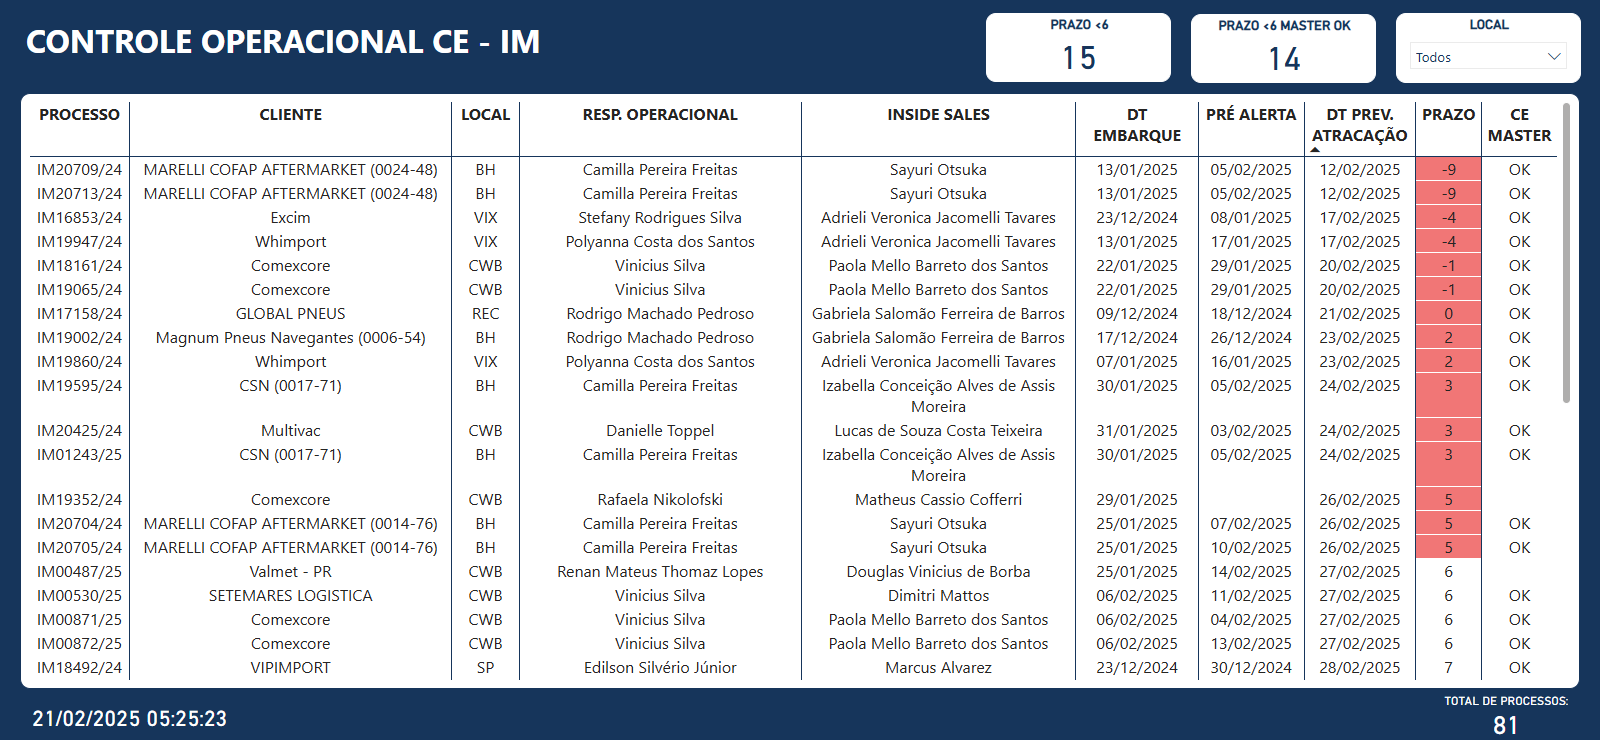 CONTROLE OPERACIONAL CE - IM
PRAZO <6
15
PRAZO <6 MASTER OK
14
LOCAL
Todos
PROCESSO CLIENTE LOCAL RESP. OPERACIONAL INSIDE SALES DT EMBARQUE PRÉ ALERTA DT PREV. ATRACAÇÃO PRAZO CE MASTER
IM20709/24 MARELLI COFAP AFTERMARKET (0024-48) BH Camilla Pereira Freitas Sayuri Otsuka 13/01/2025 05/02/2025 12/02/2025 -9 OK
IM20713/24 MARELLI COFAP AFTERMARKET (0024-48) BH Camilla Pereira Freitas Sayuri Otsuka 13/01/2025 05/02/2025 12/02/2025 -9 OK
IM16853/24 Excim VIX Stefany Rodrigues Silva Adrieli Veronica Jacomelli Tavares 23/12/2024 08/01/2025 17/02/2025 -4 OK
IM19947/24 Whimport VIX Polyanna Costa dos Santos Adrieli Veronica Jacomelli Tavares 13/01/2025 17/01/2025 17/02/2025 -4 OK
IM18161/24 Comexcore CWB Vinicius Silva Paola Mello Barreto dos Santos 22/01/2025 29/01/2025 20/02/2025 -1 OK
IM19065/24 Comexcore CWB Vinicius Silva Paola Mello Barreto dos Santos 22/01/2025 29/01/2025 20/02/2025 -1 OK
IM17158/24 GLOBAL PNEUS REC Rodrigo Machado Pedroso Gabriela Salomão Ferreira de Barros 09/12/2024 18/12/2024 21/02/2025 0 OK
IM19002/24 Magnum Pneus Navegantes (0006-54) BH Rodrigo Machado Pedroso Gabriela Salomão Ferreira de Barros 17/12/2024 26/12/2024 23/02/2025 2 OK
IM19860/24 Whimport VIX Polyanna Costa dos Santos Adrieli Veronica Jacomelli Tavares 07/01/2025 16/01/2025 23/02/2025 2 OK
IM19595/24 CSN (0017-71) BH Camilla Pereira Freitas Izabella Conceição Alves de Assis Moreira 30/01/2025 05/02/2025 24/02/2025 3 OK
IM20425/24 Multivac CWB Danielle Toppel Lucas de Souza Costa Teixeira 31/01/2025 03/02/2025 24/02/2025 3 OK
IM01243/25 CSN (0017-71) BH Camilla Pereira Freitas Izabella Conceição Alves de Assis Moreira 30/01/2025 05/02/2025 24/02/2025 3 OK
IM19352/24 Comexcore CWB Rafaela Nikolofski Matheus Cassio Cofferri 29/01/2025 26/02/2025 5
IM20704/24 MARELLI COFAP AFTERMARKET (0014-76) BH Camilla Pereira Freitas Sayuri Otsuka 25/01/2025 07/02/2025 26/02/2025 5 OK
IM20705/24 MARELLI COFAP AFTERMARKET (0014-76) BH Camilla Pereira Freitas Sayuri Otsuka 25/01/2025 10/02/2025 26/02/2025 5 OK
IM00487/25 Valmet - PR CWB Renan Mateus Thomaz Lopes Douglas Vinicius de Borba 25/01/2025 14/02/2025 27/02/2025 6
IM00530/25 SETEMARES LOGISTICA CWB Vinicius Silva Dimitri Mattos 06/02/2025 11/02/2025 27/02/2025 6 OK
IM00871/25 Comexcore CWB Vinicius Silva Paola Mello Barreto dos Santos 06/02/2025 04/02/2025 27/02/2025 6 OK
IM00872/25 Comexcore CWB Vinicius Silva Paola Mello Barreto dos Santos 06/02/2025 13/02/2025 27/02/2025 6 OK
IM18492/24 VIPIMPORT SP Edilson Silvério Júnior Marcus Alvarez 23/12/2024 30/12/2024 28/02/2025 7 OK
21/02/2025 05:25:23
TOTAL DE PROCESSOS:
81